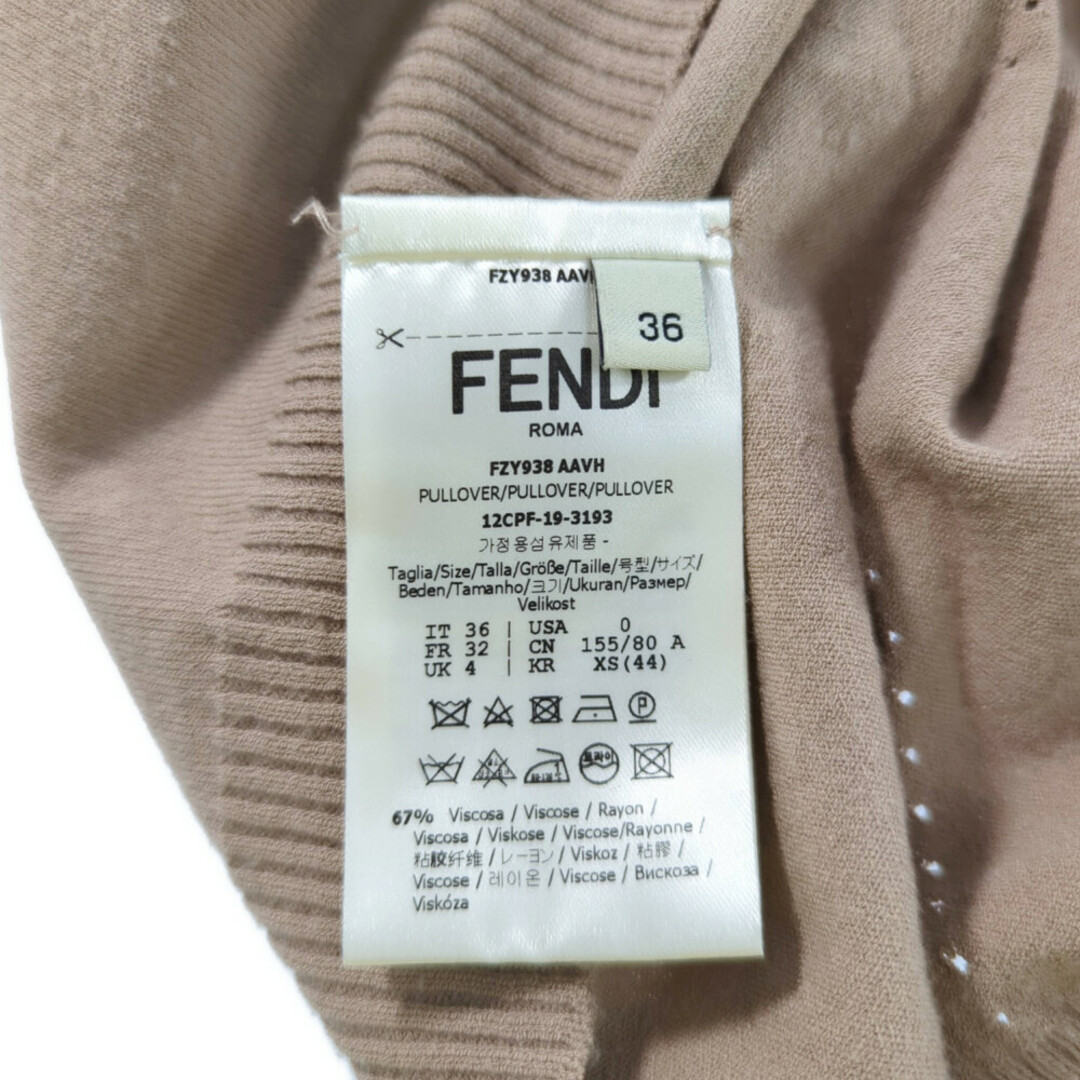 FZY938 AAV
36
FENDI
ROMA
FZY938 AAVH
PULLOVER/PULLOVER/PULLOVER
12CPF-19-3193
가정용섬유제품 -
Taglia/Size/Talla/Größe/Taille/号型/サイズ/
Beden/Tamanho/크기/Ukuran/Размер/
Velikost
IT 36 | USA 0
FR 32 | CN 155/80 A
UK 4 | KR XS(44)
P
드라이
67% Viscosa / Viscose / Rayon /
Viscosa / Viskose / Viscose/Rayonne /
粘胶纤维 / レーヨン / Viskoz / 粘膠 /
Viscose / 레이온 / Viscose / Вискоза /
Viskóza